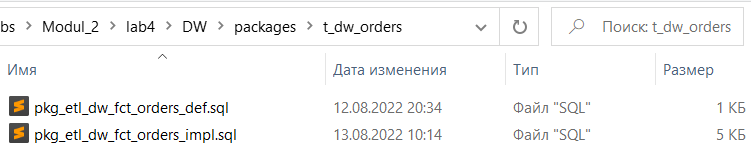 bs > Modul_2 > lab4 > DW > packages > t_dw_orders Поиск: t_dw_orders
Имя Дата изменения Тип Размер
pkg_etl_dw_fct_orders_def.sql 12.08.2022 20:34 Файл "SQL" 1 КБ
pkg_etl_dw_fct_orders_impl.sql 13.08.2022 10:14 Файл "SQL" 5 КБ